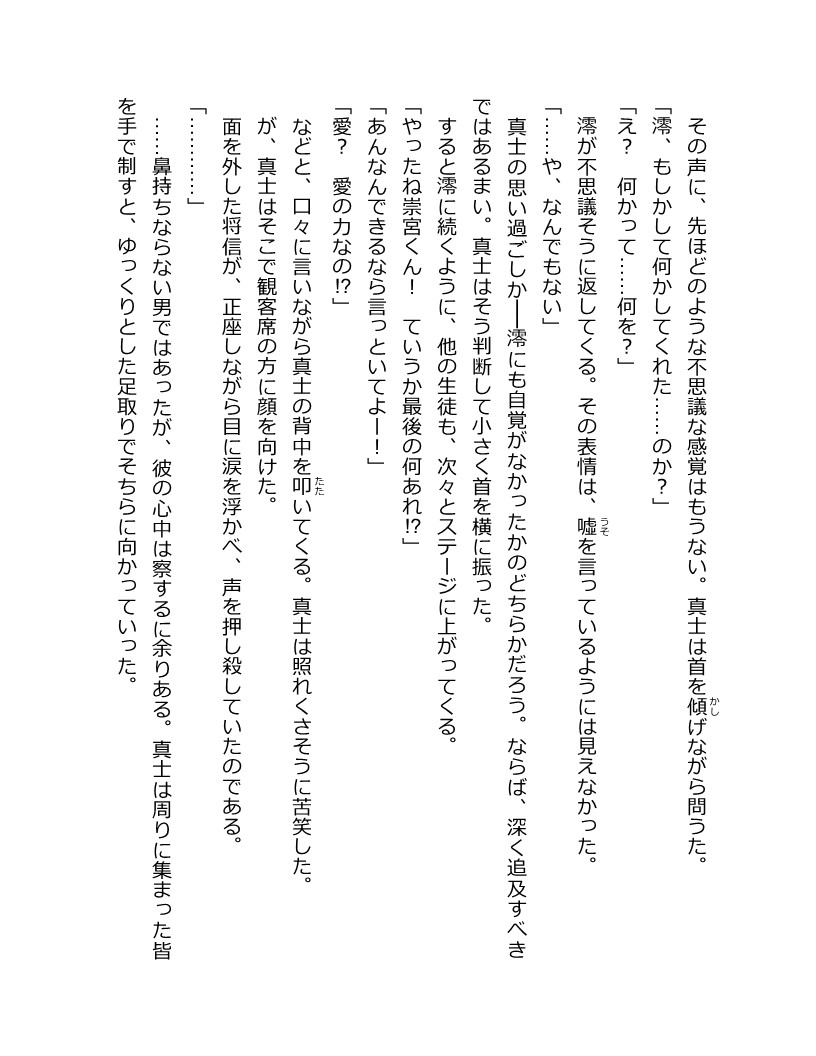 その声に、先ほどのような不思議な感覚はもうない。真士は首を傾げながら問うた。
「澪、もしかして何かしてくれた……のか？」
「え？　何かって……何を？」
　澪が不思議そうに返してくる。その表情は、嘘を言っているようには見えなかった。
「……や、なんでもない」
　真士の思い過ごしか――澪にも自覚がなかったかのどちらかだろう。ならば、深く追及すべき
ではあるまい。真士はそう判断して小さく首を横に振った。
　すると澪に続くように、他の生徒も、次々とステージに上がってくる。
「やったね崇宮くん！　ていうか最後の何あれ!?」
「あんなんできるなら言っといてよー！」
「愛？　愛の力なの!?」
　などと、口々に言いながら真士の背中を叩いてくる。真士は照れくさそうに苦笑した。
　が、真士はそこで観客席の方に顔を向けた。
　面を外した将信が、正座しながら目に涙を浮かべ、声を押し殺していたのである。
「…………」
　……鼻持ちならない男ではあったが、彼の心中は察するに余りある。真士は周りに集まった皆
を手で制すと、ゆっくりとした足取りでそちらに向かっていった。